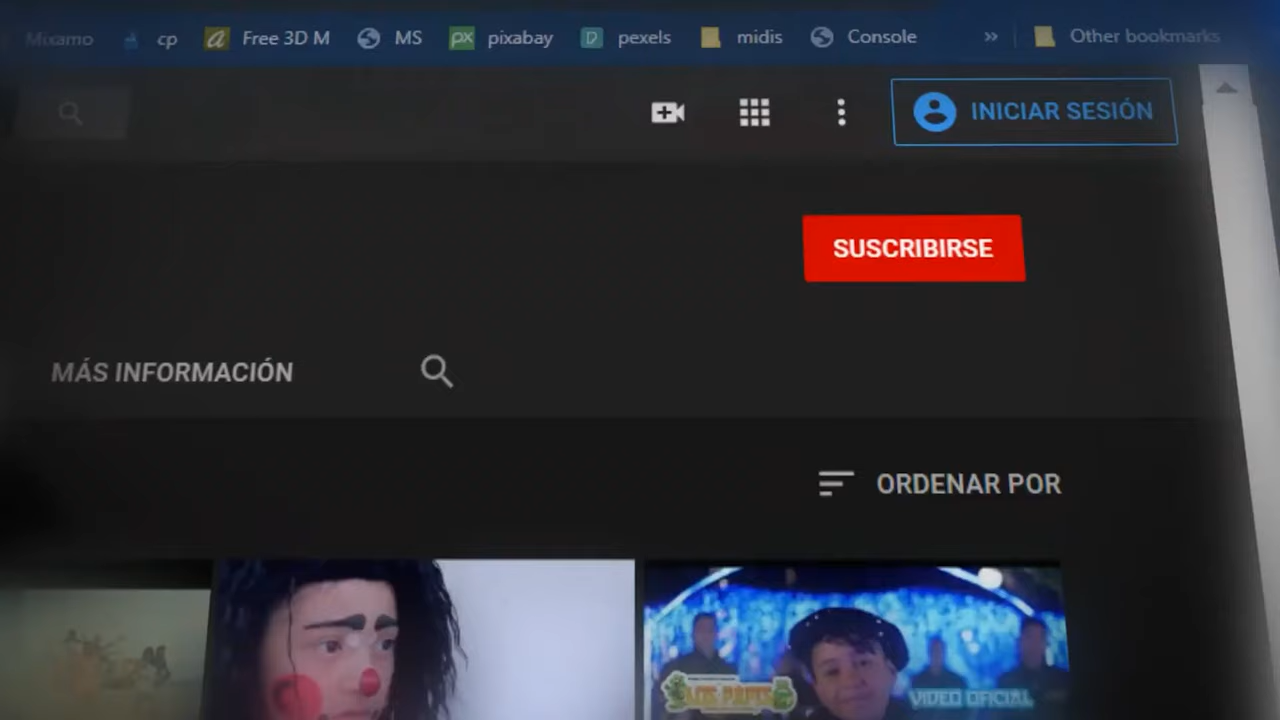 Mixamo cp Free 3D M MS px pixabay pexels midis Console » Other bookmarks
INICIAR SESIÓN
SUSCRIBIRSE
MÁS INFORMACIÓN
ORDENAR POR
VIDEO OFICIAL